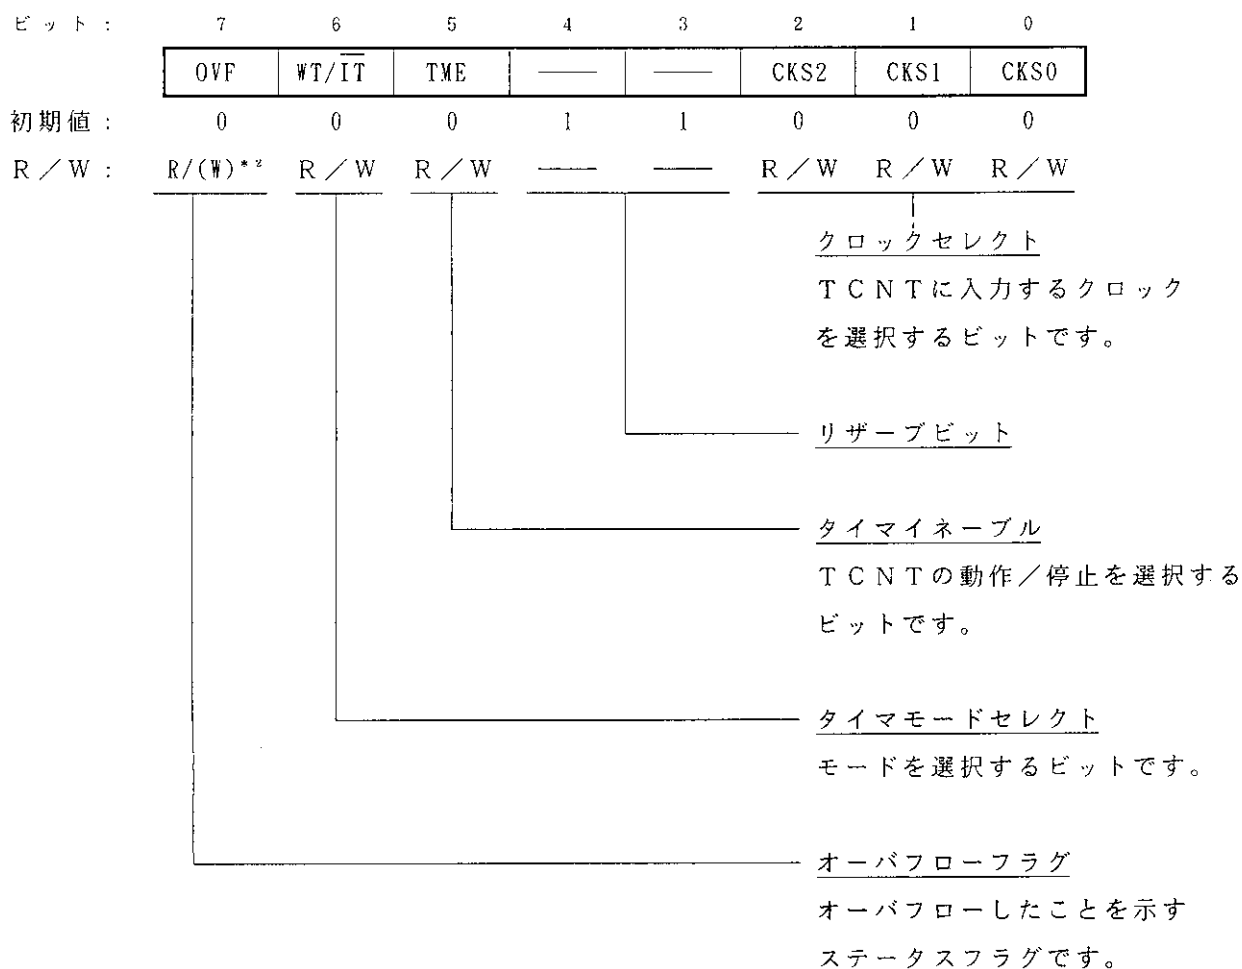 ビット： 7 6 5 4 3 2 1 0
OVF WT/I̅T̅ TME ― ― CKS2 CKS1 CKS0
初期値： 0 0 0 1 1 0 0 0
R／W： R/(W)*² R／W R／W ― ― R／W R／W R／W
クロックセレクト
TCNTに入力するクロック
を選択するビットです。
リザーブビット
タイマイネーブル
TCNTの動作／停止を選択する
ビットです。
タイマモードセレクト
モードを選択するビットです。
オーバフローフラグ
オーバフローしたことを示す
ステータスフラグです。